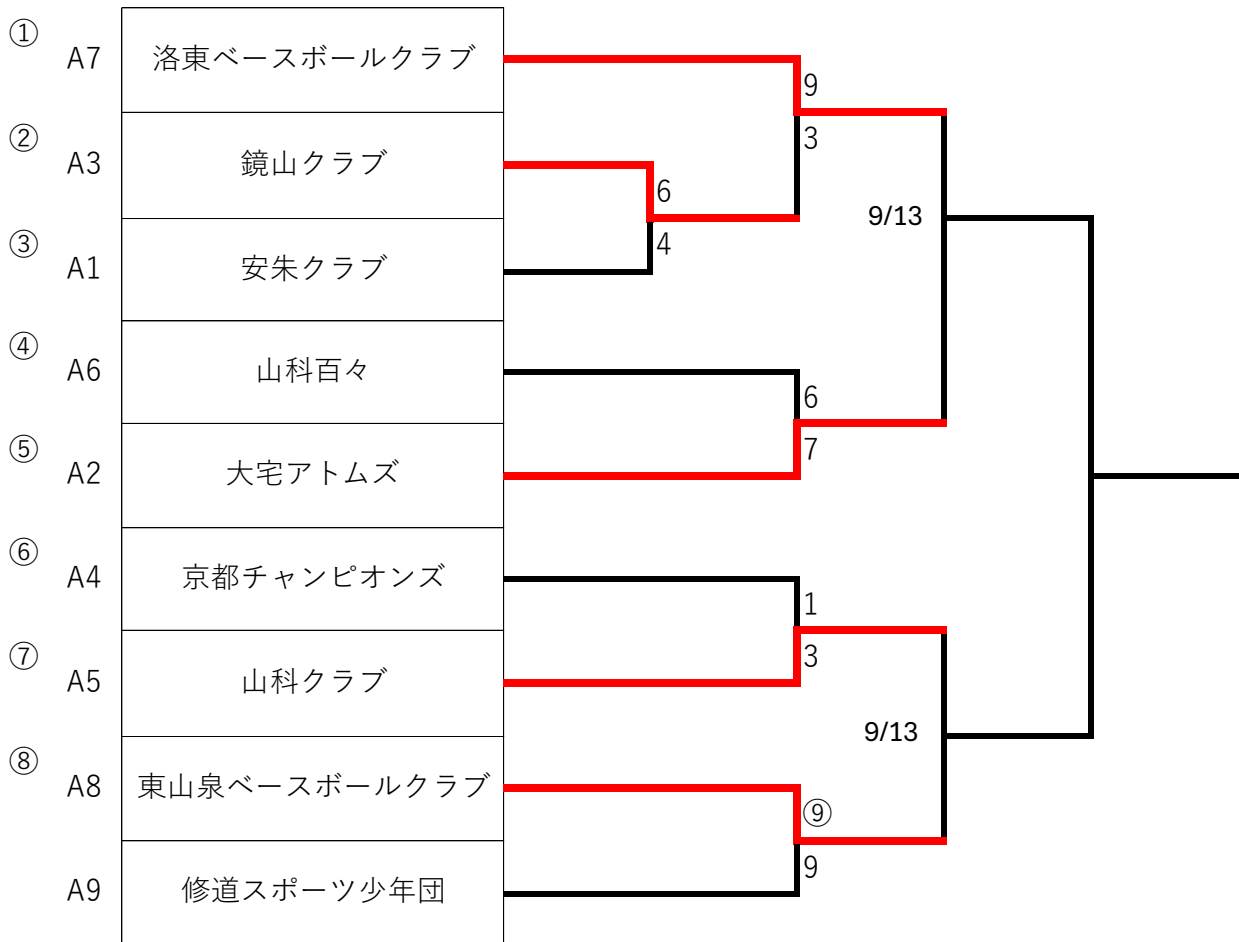 ①
A7 洛東ベースボールクラブ
9
②
A3 鏡山クラブ
3
6
③
A1 安朱クラブ
4
9/13
④
A6 山科百々
6
⑤
A2 大宅アトムズ
7
⑥
A4 京都チャンピオンズ
1
⑦
A5 山科クラブ
3
9/13
⑧
A8 東山泉ベースボールクラブ
⑨
A9 修道スポーツ少年団
9